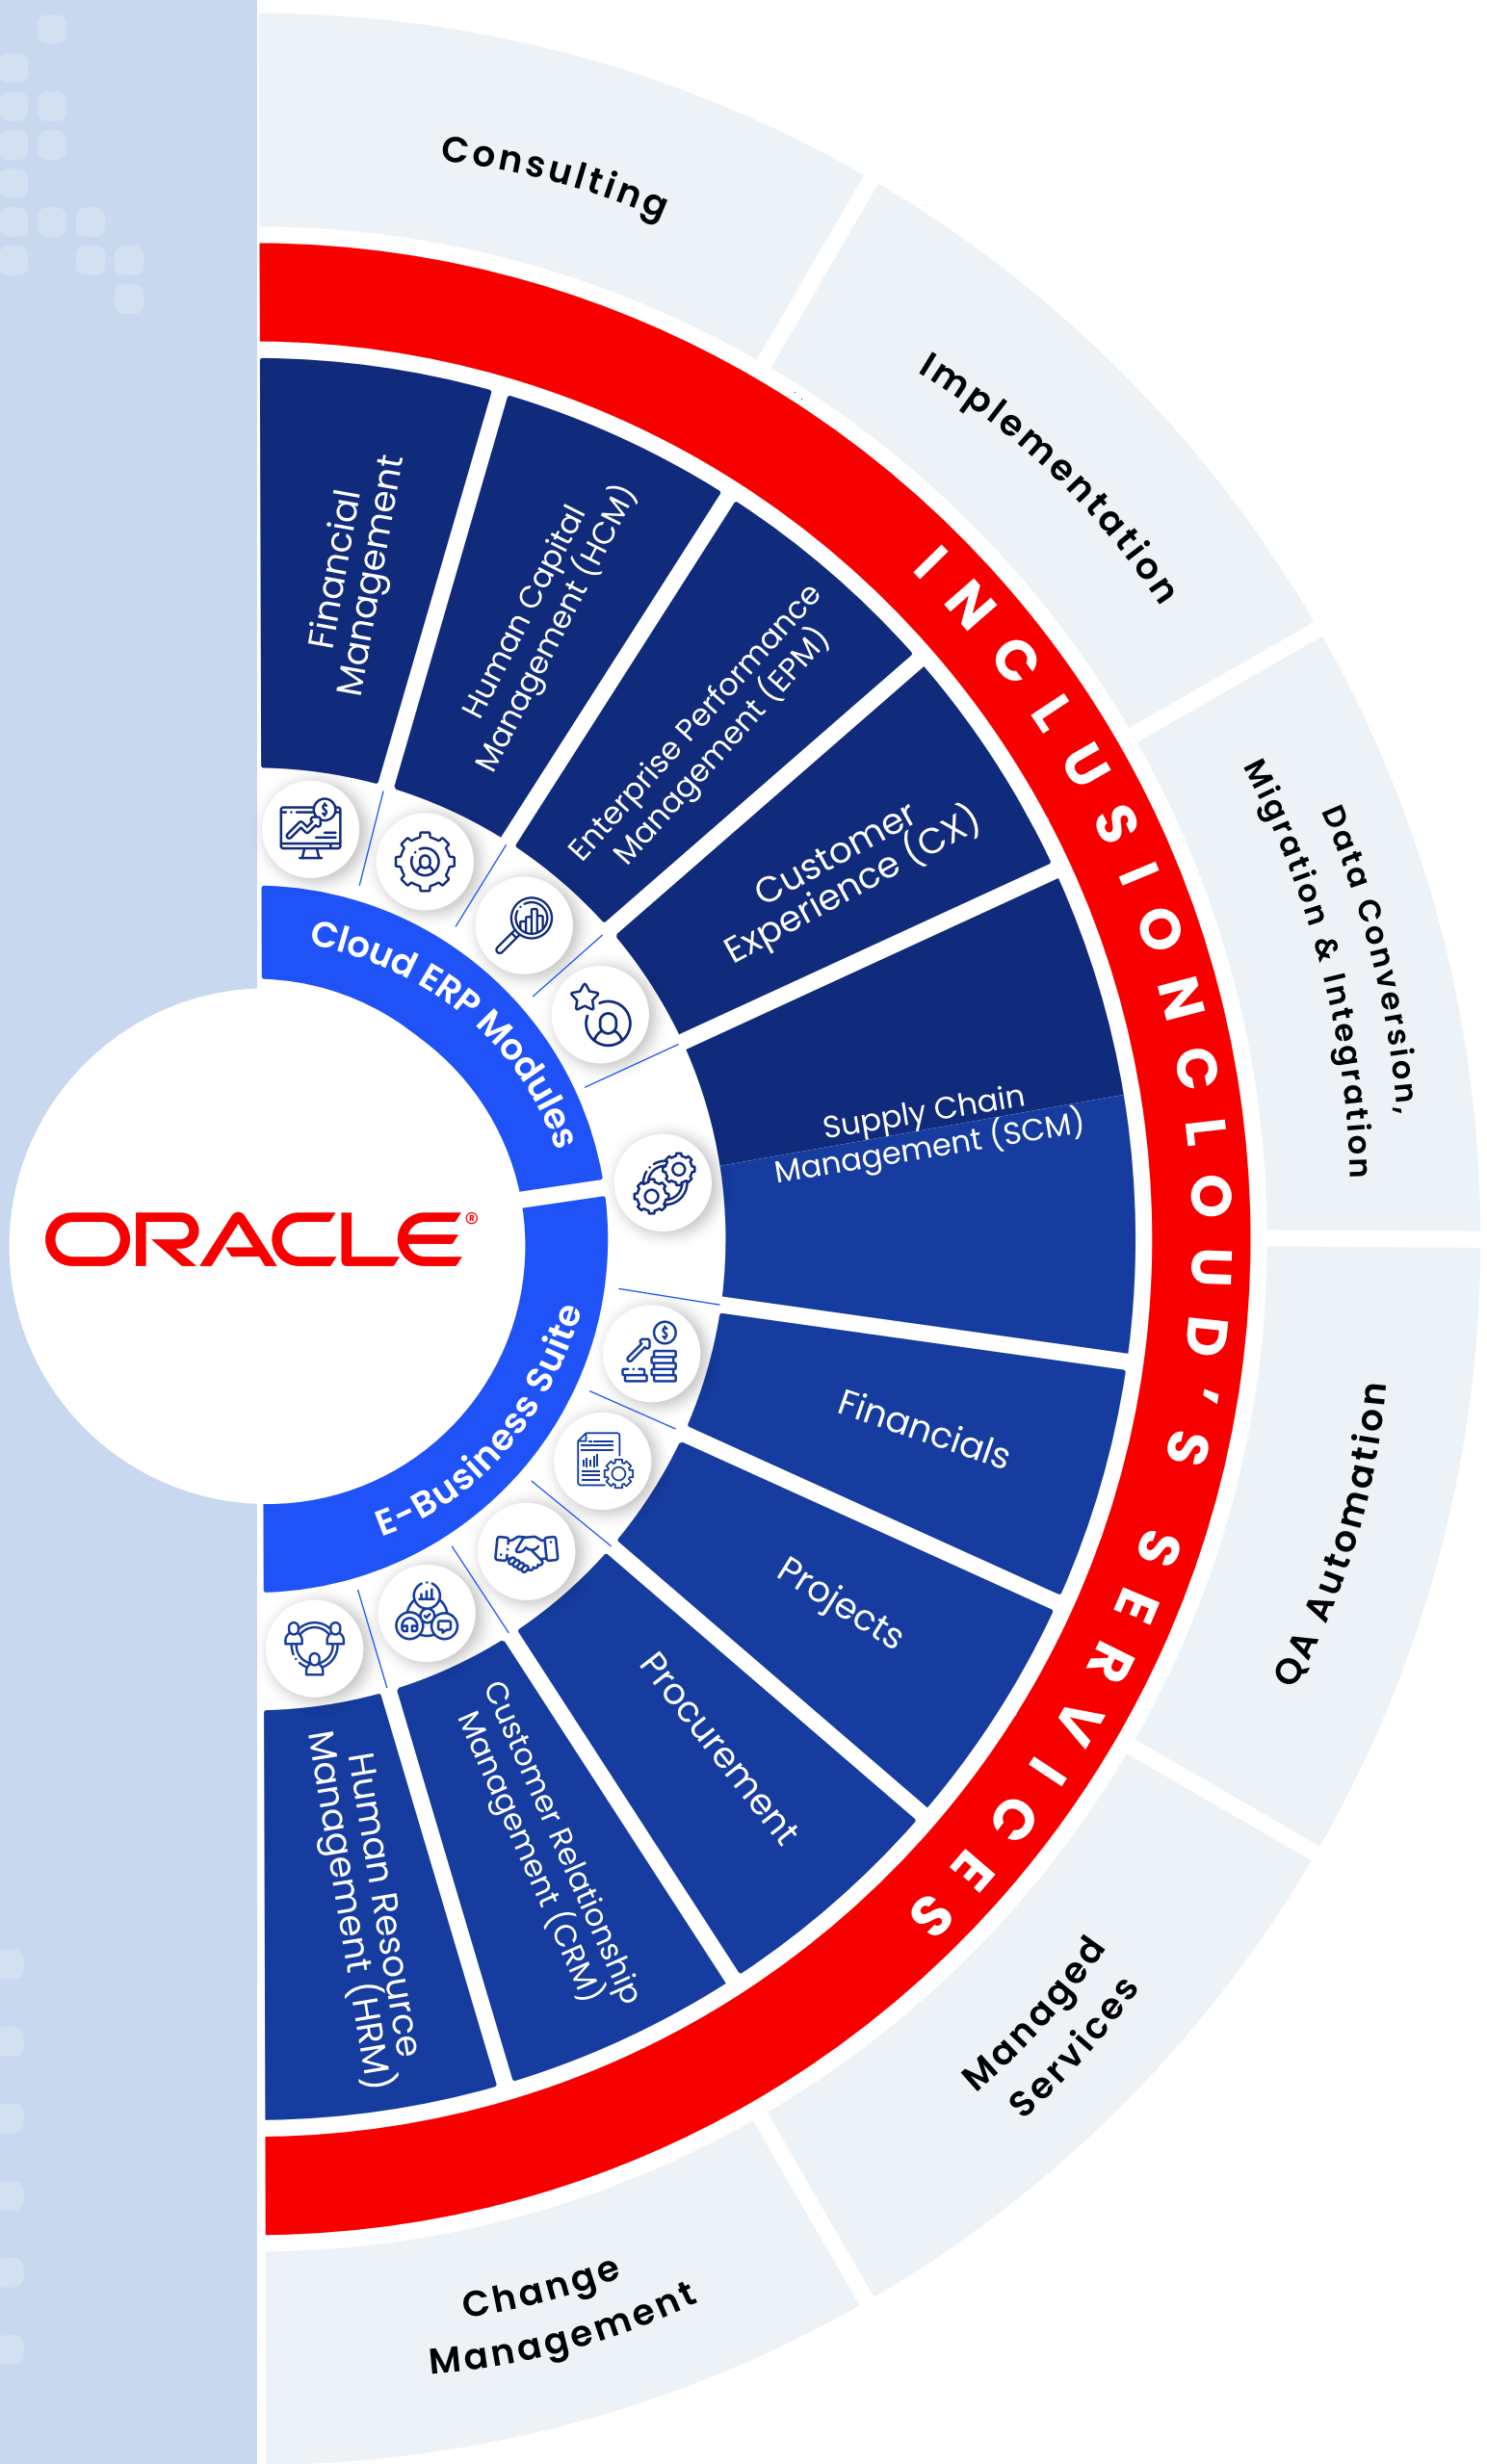 Consulting
Implementation
Data Conversion,
Migration & Integration
QA Automation
Managed
Services
Change
Management
INCLUSIONCLOUD'S SERVICES
Financial
Management
Human Capital
Management (HCM)
Enterprise Performance
Management (EPM)
Customer
Experience (CX)
Supply Chain
Management (SCM)
Financials
Projects
Procurement
Customer Relationship
Management (CRM)
Human Resource
Management (HRM)
Cloud ERP Modules
E-Business Suite
ORACLE®